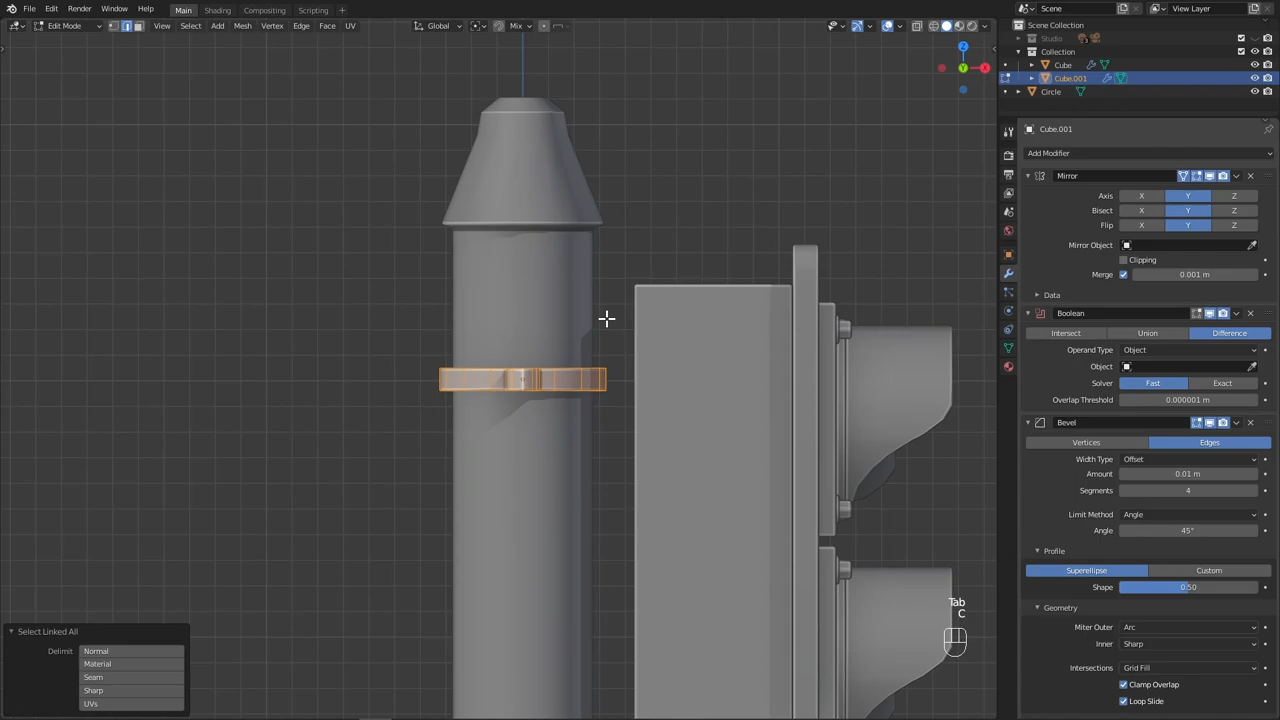 File Edit Render Window Help Main Shading Compositing Scripting Scene View Layer
Edit Mode View Select Add Mesh Vertex Edge Face UV Global Mix
Z
Y
X
Scene Collection
Studio
Collection
Cube
Cube.001
Circle
Cube.001
Add Modifier
Mirror
Axis X Y Z
Bisect X Y Z
Flip X Y Z
Mirror Object
Clipping
Merge 0.001 m
Data
Boolean
Intersect Union Difference
Operand Type Object
Object
Solver Fast Exact
Overlap Threshold 0.000001 m
Bevel
Vertices Edges
Width Type Offset
Amount 0.01 m
Segments 4
Limit Method Angle
Angle 45°
Profile
Superellipse Custom
Shape 0.50
Geometry
Miter Outer Arc
Inner Sharp
Intersections Grid Fill
Clamp Overlap
Loop Slide
Tab
C
Select Linked All
Delimit Normal
Material
Seam
Sharp
UVs